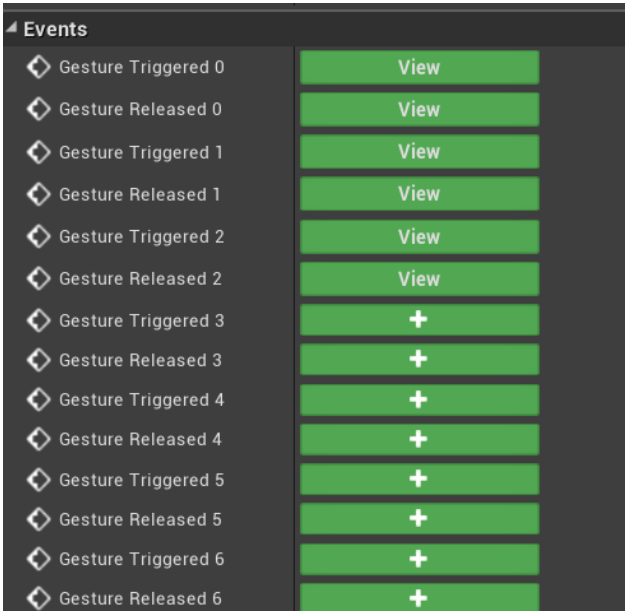 Events
Gesture Triggered 0 View
Gesture Released 0 View
Gesture Triggered 1 View
Gesture Released 1 View
Gesture Triggered 2 View
Gesture Released 2 View
Gesture Triggered 3 +
Gesture Released 3 +
Gesture Triggered 4 +
Gesture Released 4 +
Gesture Triggered 5 +
Gesture Released 5 +
Gesture Triggered 6 +
Gesture Released 6 +